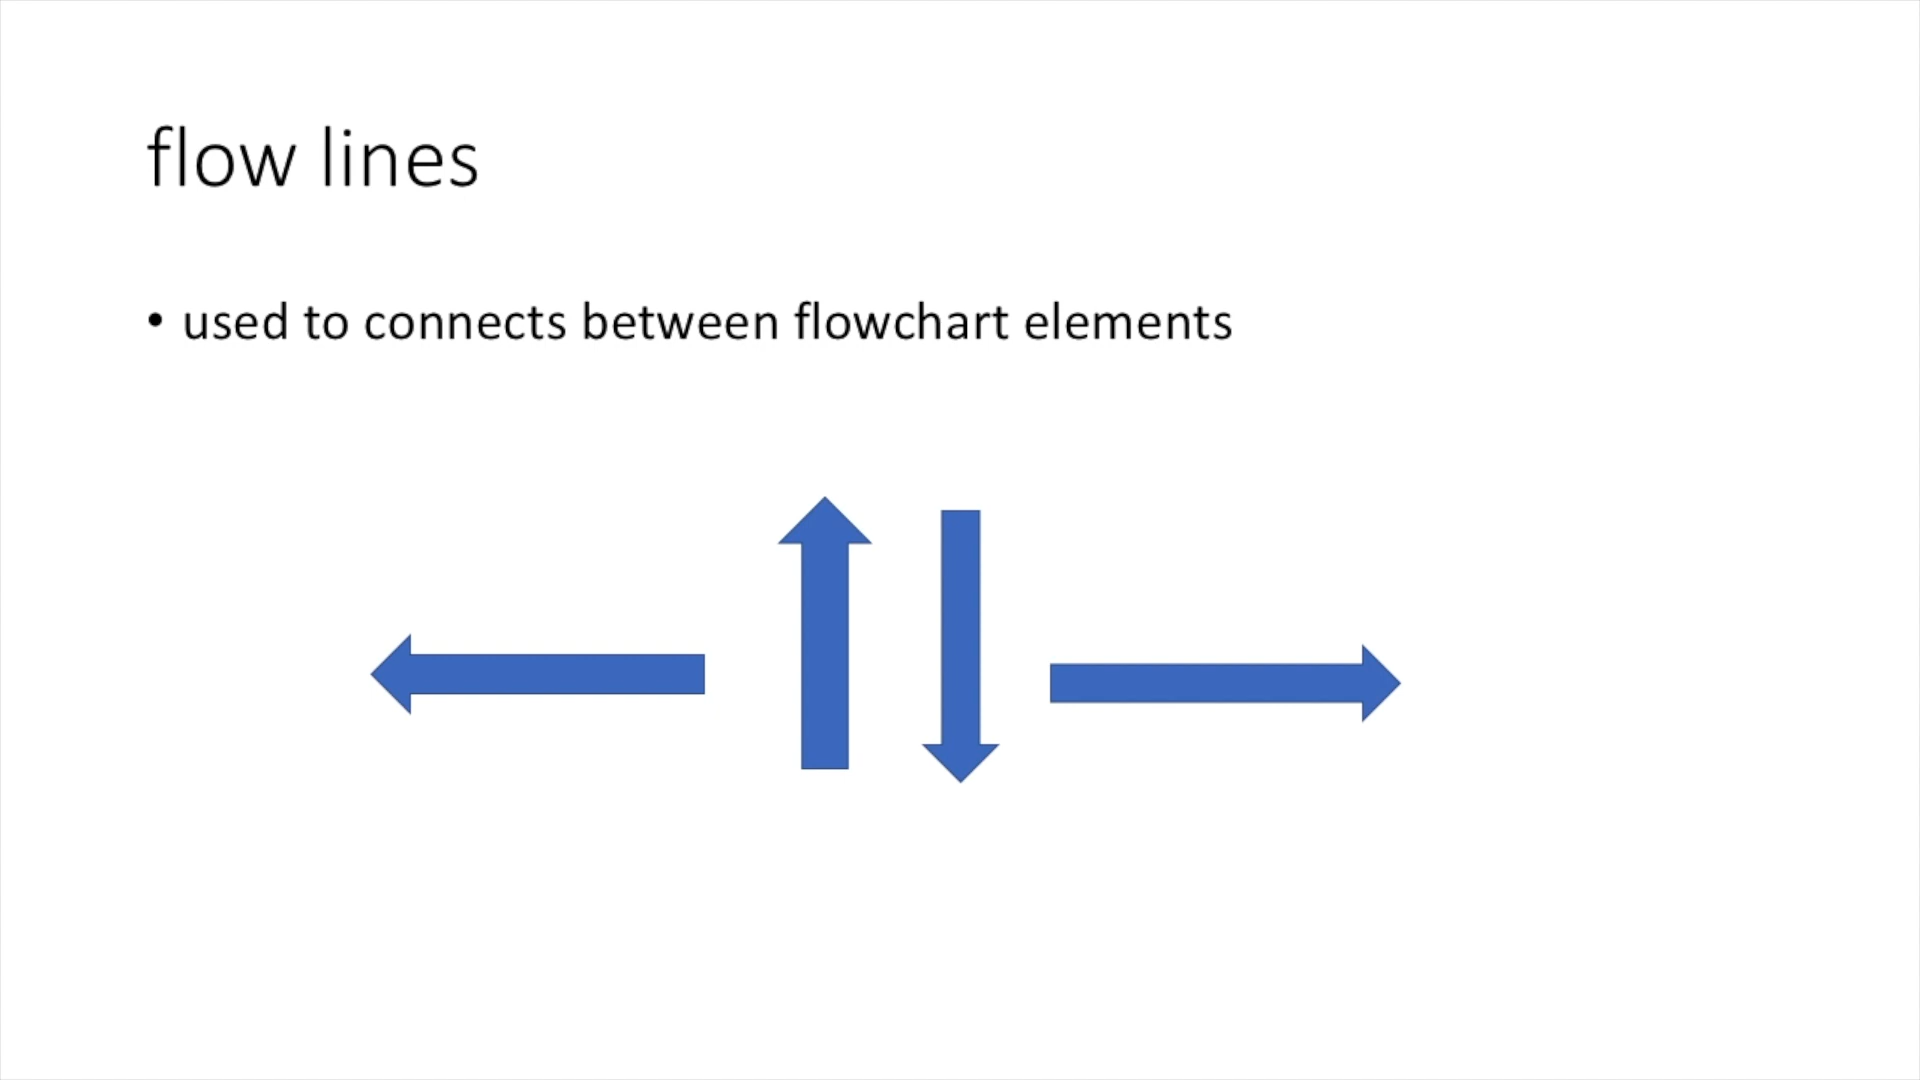 flow lines
• used to connects between flowchart elements